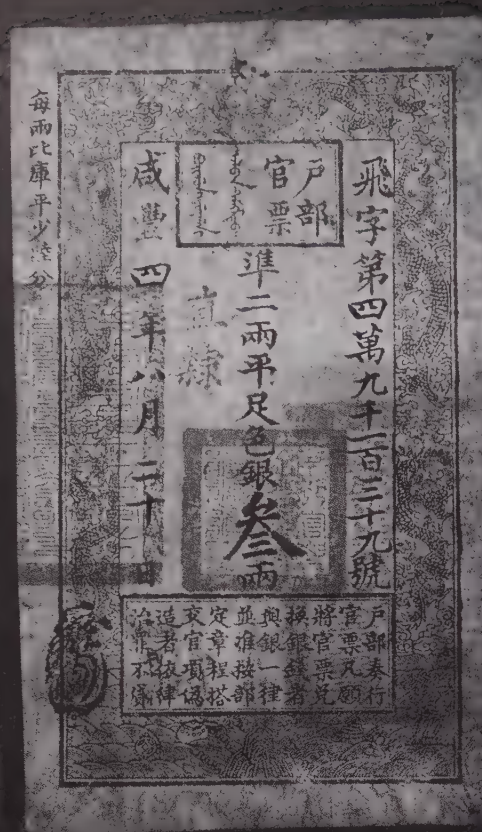 飛字第四萬九千一百三十九號
戶部
官票
準二兩平足色銀叁兩
直隸
咸豐四年八月二十日
戶部奏行
官票凡願
將官票兌
換銀錢者
與銀一律
並准按部
定章程搭
交官項偽
造者依律
治罪不貸
每兩比庫平少陸分